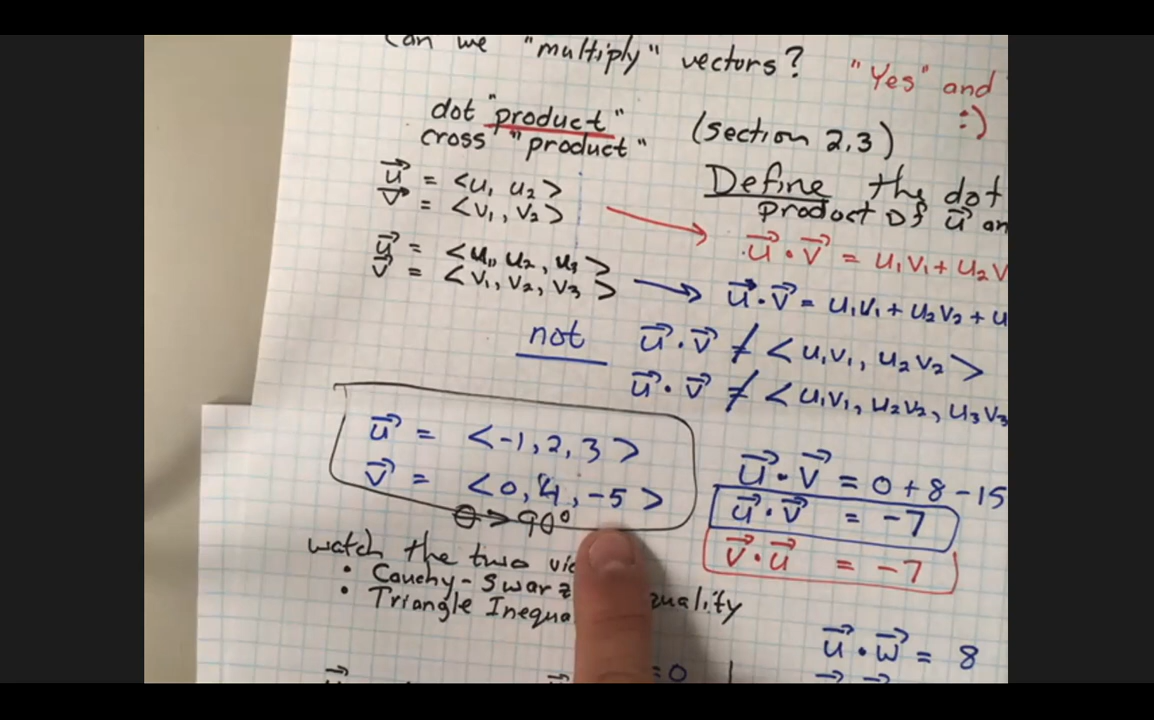 Can we "multiply" vectors? "Yes" and
:)
dot "product"
cross "product"
(section 2.3)
u⃗ = <u₁, u₂>
v⃗ = <v₁, v₂>
Define the dot
product of u⃗ an
u⃗ · v⃗ = u₁v₁ + u₂v
u⃗ = <u₁, u₂, u₃>
v⃗ = <v₁, v₂, v₃>
u⃗ · v⃗ = u₁v₁ + u₂v₂ + u
not u⃗ · v⃗ ≠ <u₁v₁, u₂v₂>
u⃗ · v⃗ ≠ <u₁v₁, u₂v₂, u₃v₃
u⃗ = <-1, 2, 3>
v⃗ = <0, 4, -5>
θ > 90°
u⃗ · v⃗ = 0 + 8 - 15
u⃗ · v⃗ = -7
v⃗ · u⃗ = -7
watch the two vi
• Cauchy-Swarz
• Triangle Inequa
quality
u⃗ · w⃗ = 8
=0